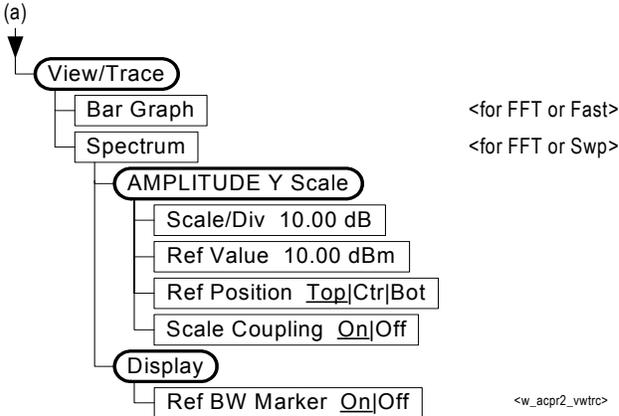 (a)
View/Trace
Bar Graph <for FFT or Fast>
Spectrum <for FFT or Swp>
AMPLITUDE Y Scale
Scale/Div 10.00 dB
Ref Value 10.00 dBm
Ref Position Top|Ctr|Bot
Scale Coupling On|Off
Display
Ref BW Marker On|Off <w_acpr2_vwtrc>